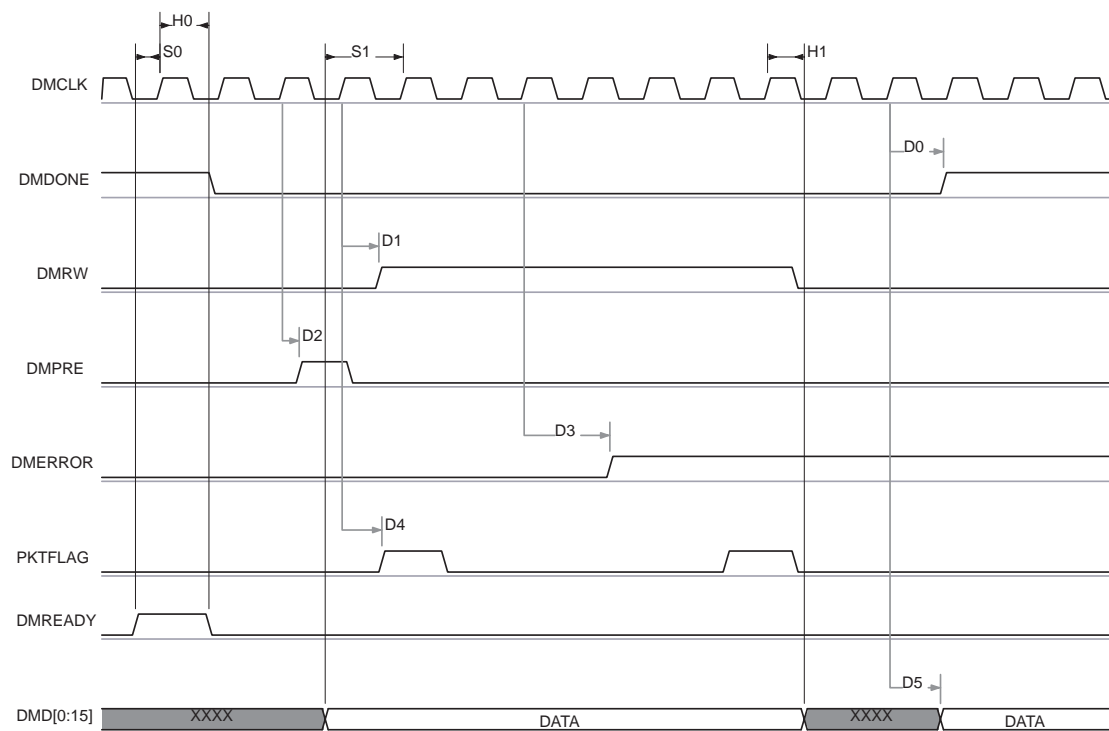 H0
S0
S1
H1
DMCLK
D0
DMDONE
D1
DMRW
D2
DMPRE
D3
DMERROR
D4
PKTFLAG
DMREADY
D5
DMD[0:15]
XXXX
DATA
XXXX
DATA